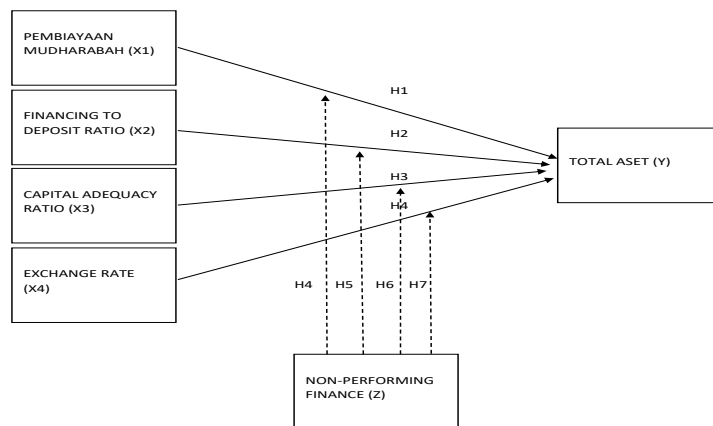 PEMBIAYAAN
MUDHARABAH (X1)
H1
FINANCING TO
DEPOSIT RATIO (X2)
H2
TOTAL ASET (Y)
H3
CAPITAL ADEQUACY
RATIO (X3)
H4
EXCHANGE RATE
(X4)
H4 H5 H6 H7
NON-PERFORMING
FINANCE (Z)